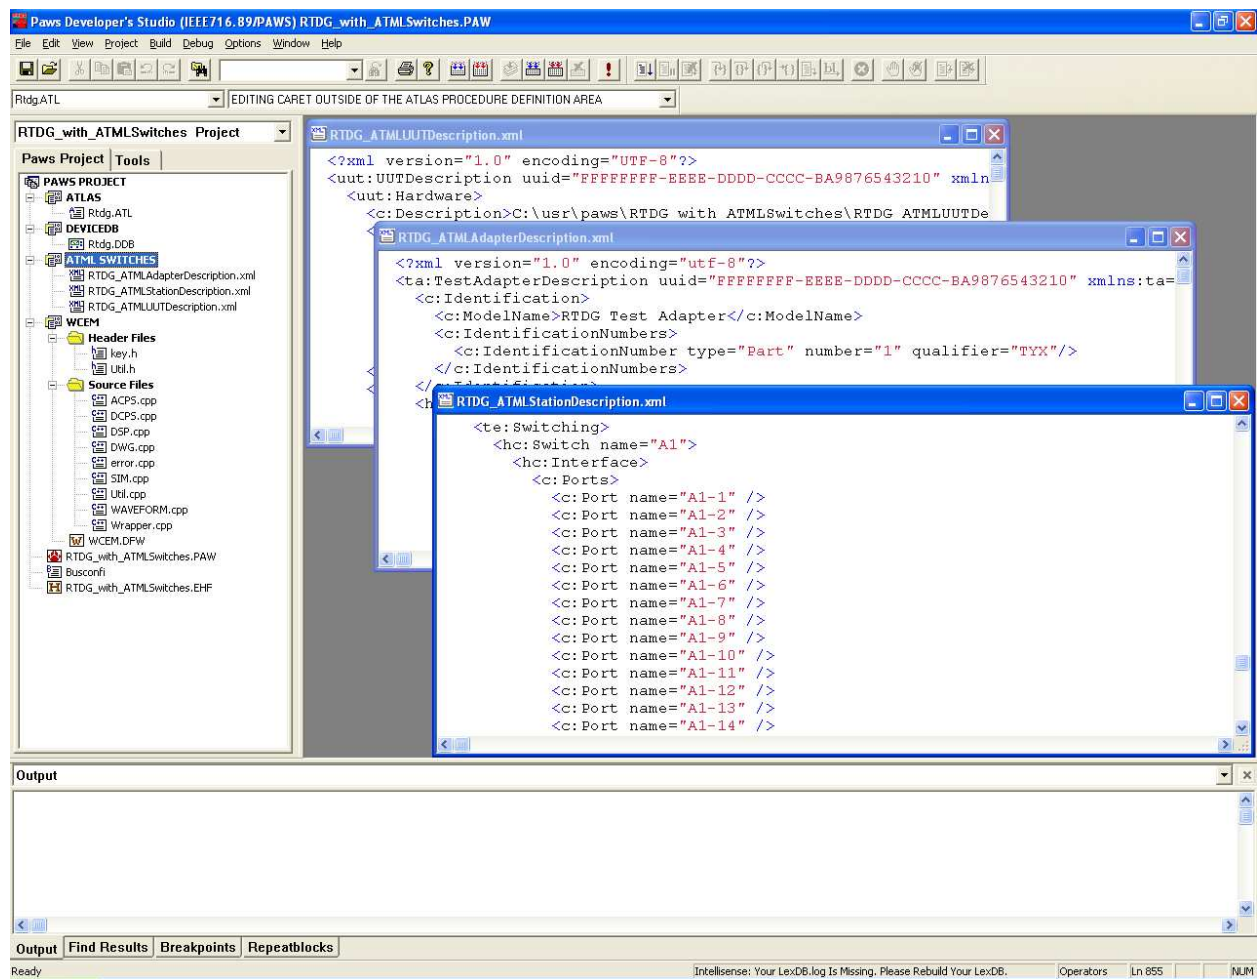 Paws Developer's Studio (IEEE716.89/PAWS) RTDG_with_ATMLSwitches.PAW
File Edit View Project Build Debug Options Window Help
Rtdg.ATL EDITING CARET OUTSIDE OF THE ATLAS PROCEDURE DEFINITION AREA
RTDG_with_ATMLSwitches Project
Paws Project Tools
PAWS PROJECT
ATLAS
Rtdg.ATL
DEVICEDB
Rtdg.DDB
ATML SWITCHES
RTDG_ATMLAdapterDescription.xml
RTDG_ATMLStationDescription.xml
RTDG_ATMLUUTDescription.xml
WCEM
Header Files
key.h
Util.h
Source Files
ACPS.cpp
DCPS.cpp
DSP.cpp
DWG.cpp
error.cpp
SIM.cpp
Util.cpp
WAVEFORM.cpp
Wrapper.cpp
WCEM.DFW
RTDG_with_ATMLSwitches.PAW
Busconfi
RTDG_with_ATMLSwitches.EHF
RTDG_ATMLUUTDescription.xml
<?xml version="1.0" encoding="UTF-8"?>
<uut:UUTDescription uuid="FFFFFFFF-EEEE-DDDD-CCCC-BA9876543210" xmln
<uut:Hardware>
<c:Description>C:\usr\paws\RTDG with ATMLSwitches\RTDG ATMLUUTDe
RTDG_ATMLAdapterDescription.xml
<?xml version="1.0" encoding="utf-8"?>
<ta:TestAdapterDescription uuid="FFFFFFFF-EEEE-DDDD-CCCC-BA9876543210" xmlns:ta=
<c:Identification>
<c:ModelName>RTDG Test Adapter</c:ModelName>
<c:IdentificationNumbers>
<c:IdentificationNumber type="Part" number="1" qualifier="TYX"/>
</c:IdentificationNumbers>
</c:Identification>
<h
RTDG_ATMLStationDescription.xml
<te:Switching>
<hc:Switch name="A1">
<hc:Interface>
<c:Ports>
<c:Port name="A1-1" />
<c:Port name="A1-2" />
<c:Port name="A1-3" />
<c:Port name="A1-4" />
<c:Port name="A1-5" />
<c:Port name="A1-6" />
<c:Port name="A1-7" />
<c:Port name="A1-8" />
<c:Port name="A1-9" />
<c:Port name="A1-10" />
<c:Port name="A1-11" />
<c:Port name="A1-12" />
<c:Port name="A1-13" />
<c:Port name="A1-14" />
Output
Output Find Results Breakpoints Repeatblocks
Ready Intellisense: Your LexDB.log Is Missing. Please Rebuild Your LexDB. Operators Ln 855 NUM